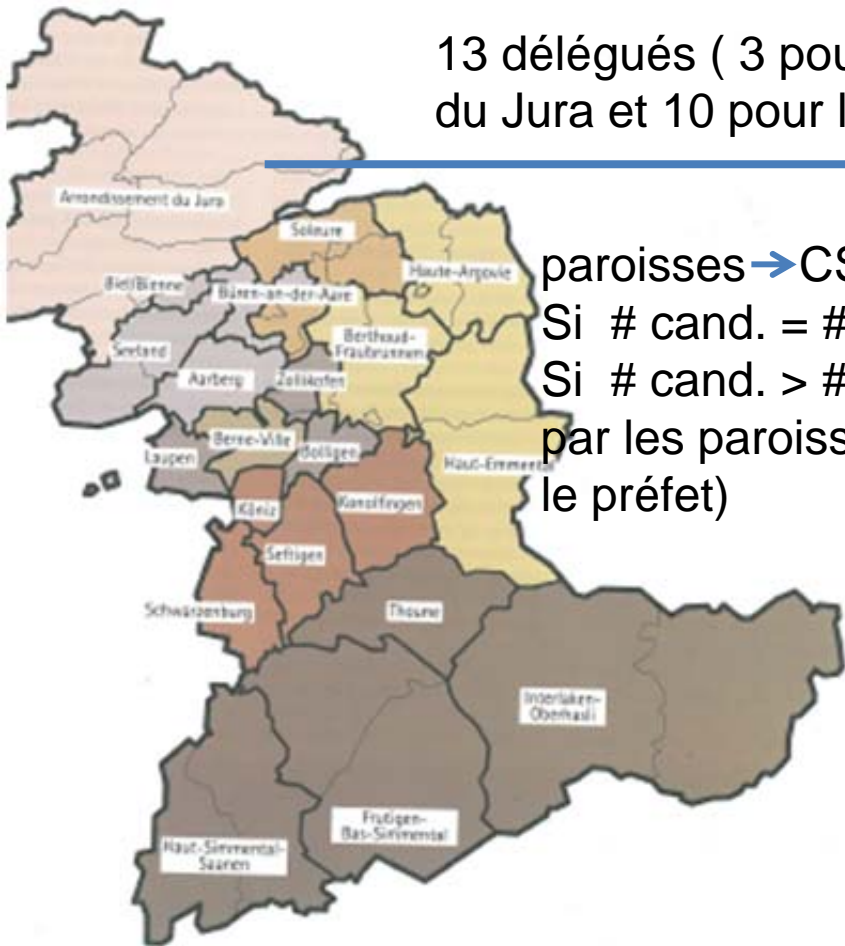 13 délégués ( 3 pou
du Jura et 10 pour l
Arrondissement du Jura
Soleure
Haute-Argovie
paroisses → CS
Biel/Bienne
Büren-an-der-Aare
Si # cand. = #
Berthoud-
Fraubrunnen
Seeland
Aarberg
Zollikofen
Si # cand. > #
Berne-Ville
Bolligen
Laupen
Haut-Emmental
par les paroiss
Köniz
Konolfingen
le préfet)
Seftigen
Schwarzenburg
Thoune
Interlaken-
Oberhasli
Frutigen-
Bas-Simmental
Haut-Simmental-
Saanen